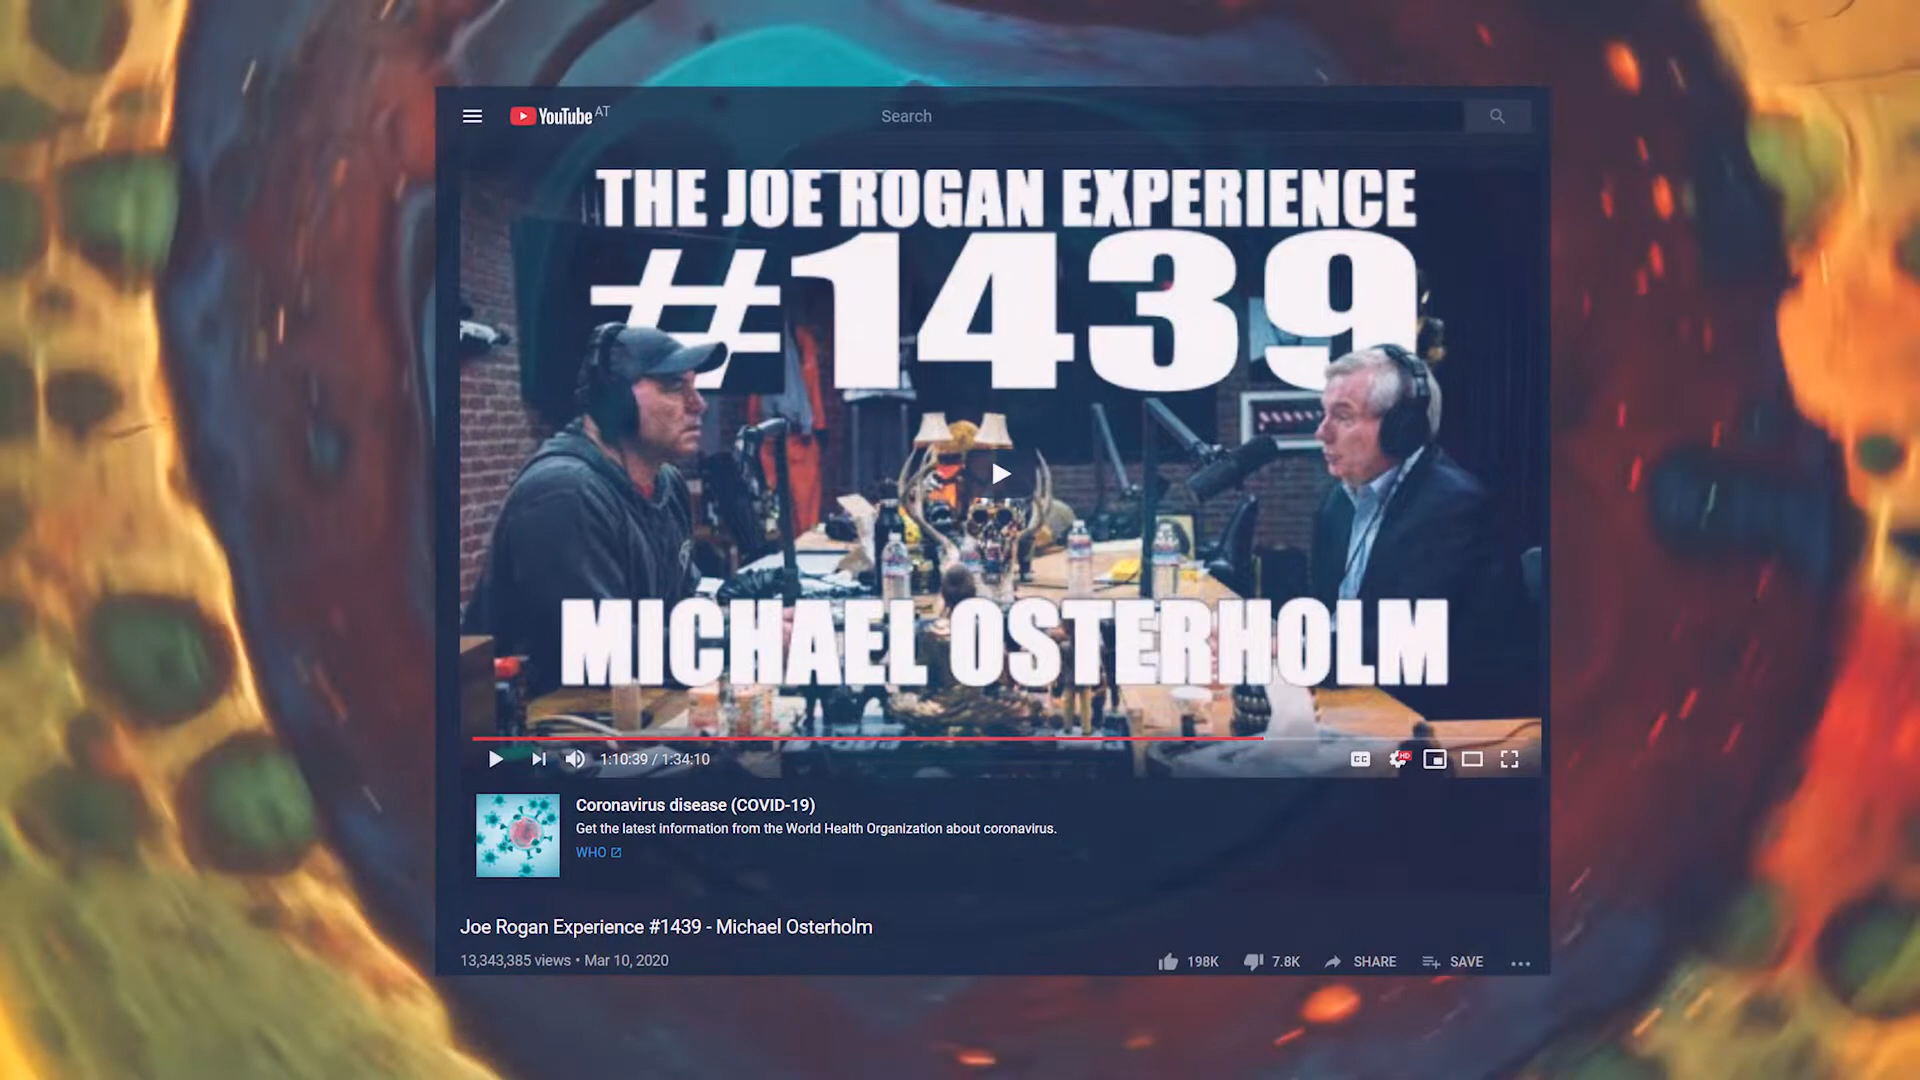 YouTube AT
Search
THE JOE ROGAN EXPERIENCE
#1439
MICHAEL OSTERHOLM
1:10:39 / 1:34:10
CC
HD
Coronavirus disease (COVID-19)
Get the latest information from the World Health Organization about coronavirus.
WHO
Joe Rogan Experience #1439 - Michael Osterholm
13,343,385 views • Mar 10, 2020
198K 7.8K SHARE SAVE